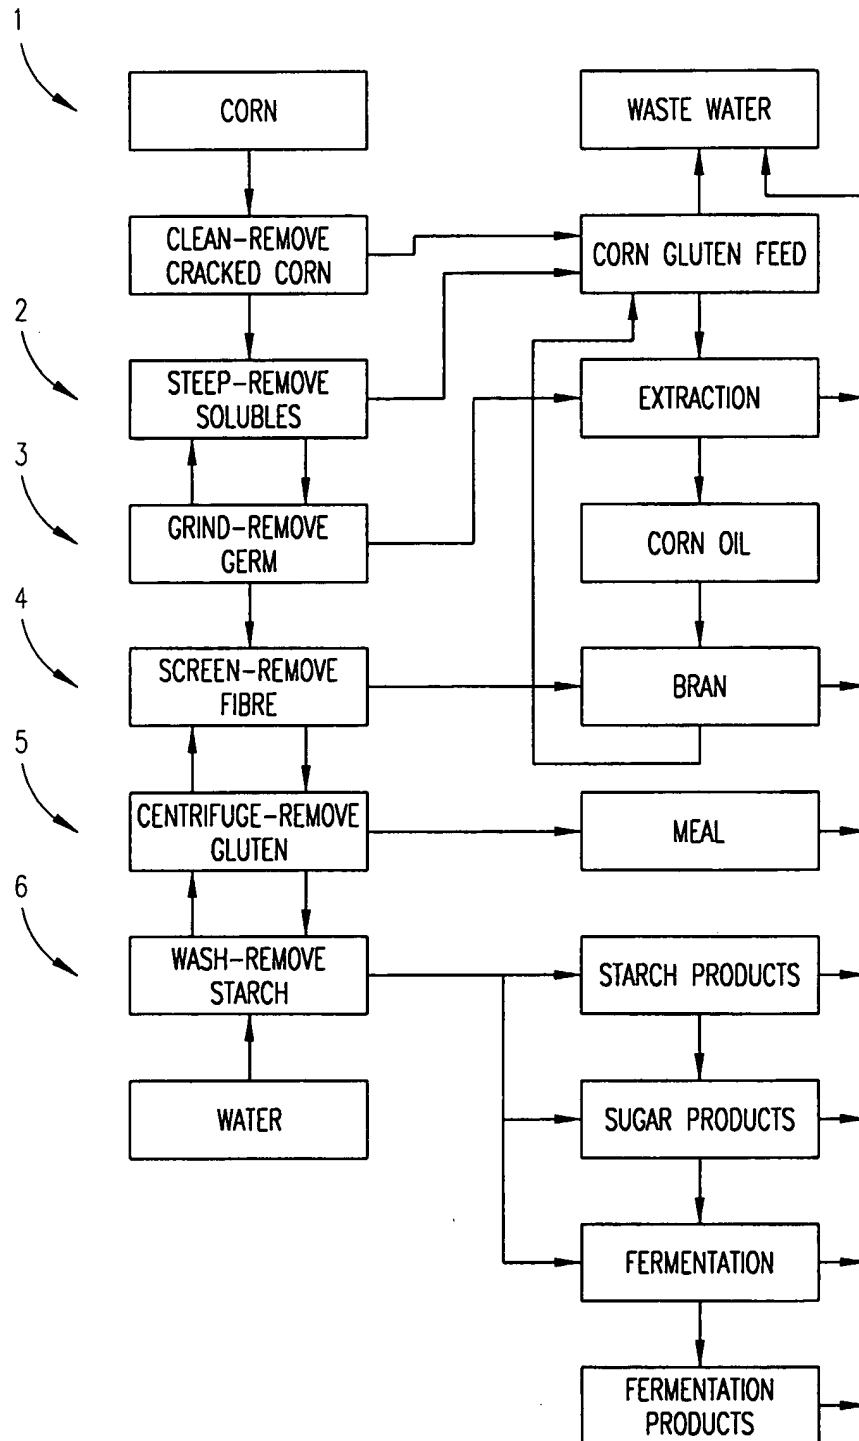 1
CORN
WASTE WATER
CLEAN-REMOVE
CRACKED CORN
CORN GLUTEN FEED
2
STEEP-REMOVE
SOLUBLES
EXTRACTION
3
GRIND-REMOVE
GERM
CORN OIL
4
SCREEN-REMOVE
FIBRE
BRAN
5
CENTRIFUGE-REMOVE
GLUTEN
MEAL
6
WASH-REMOVE
STARCH
STARCH PRODUCTS
WATER
SUGAR PRODUCTS
FERMENTATION
FERMENTATION
PRODUCTS